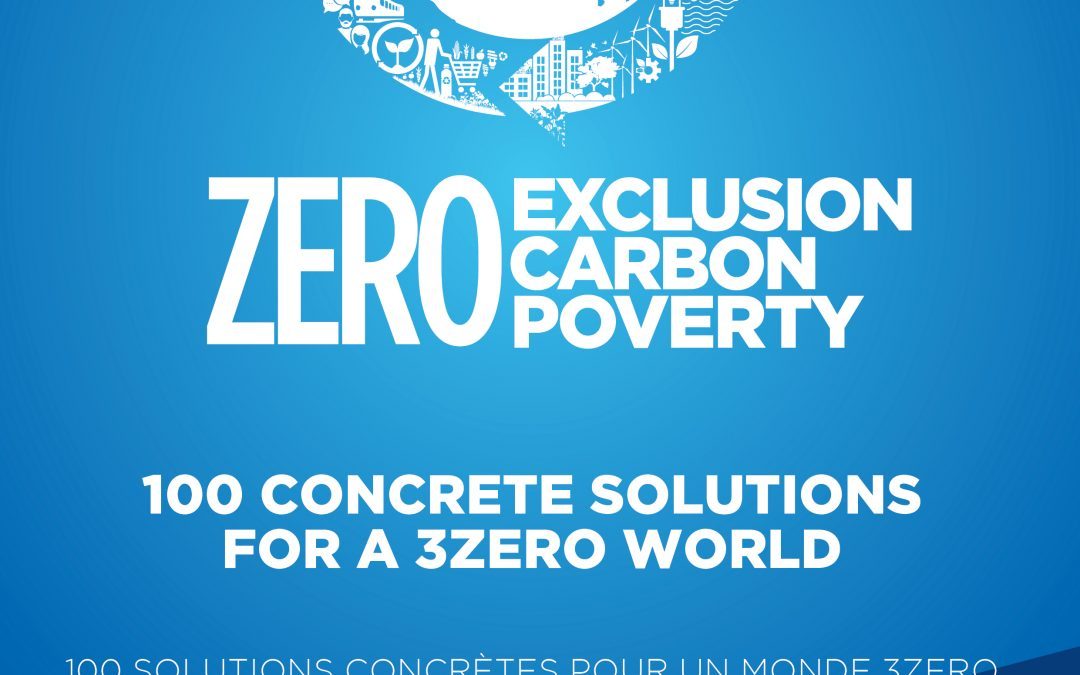 ZERO
EXCLUSION
CARBON
POVERTY
100 CONCRETE SOLUTIONS
FOR A 3ZERO WORLD
100 SOLUTIONS CONCRÈTES POUR UN MONDE 3ZERO